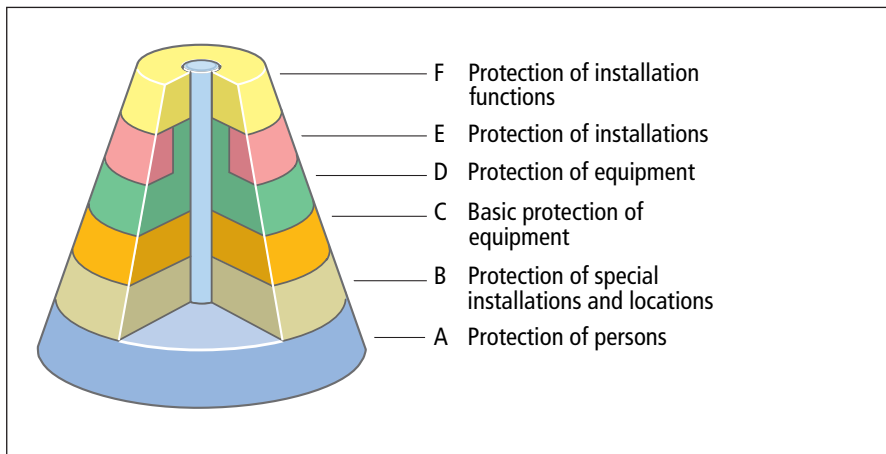 F Protection of installation
functions
E Protection of installations
D Protection of equipment
C Basic protection of
equipment
B Protection of special
installations and locations
A Protection of persons